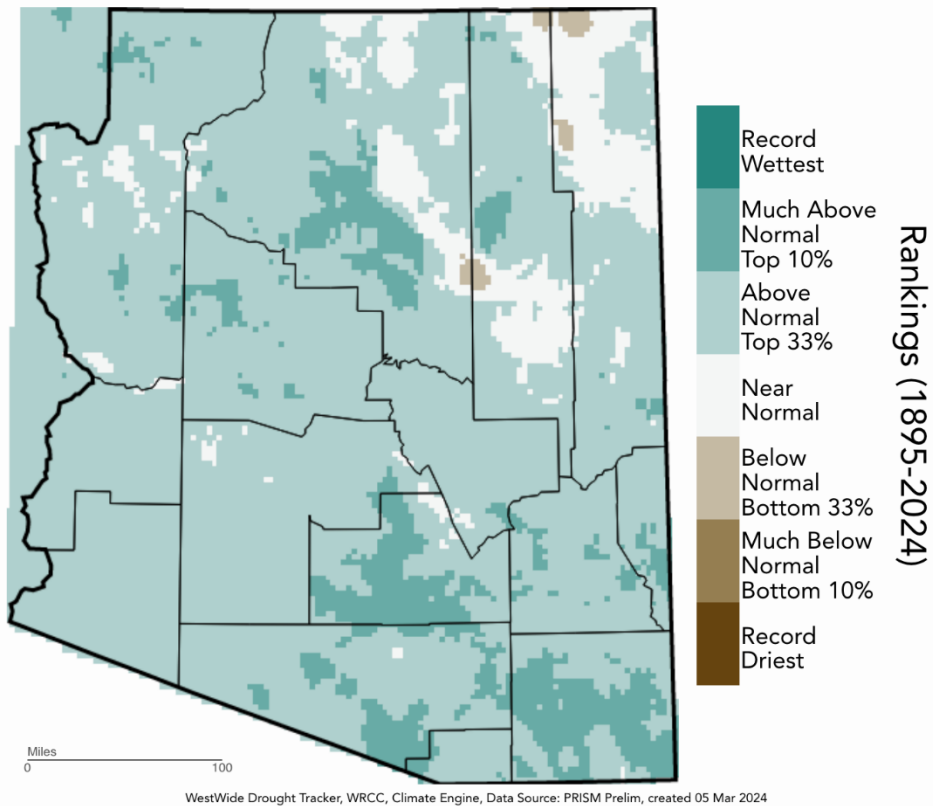 Record
Wettest
Much Above
Normal
Top 10%
Above
Normal
Top 33%
Near
Normal
Below
Normal
Bottom 33%
Much Below
Normal
Bottom 10%
Record
Driest
Rankings (1895-2024)
Miles
0 100
WestWide Drought Tracker, WRCC, Climate Engine, Data Source: PRISM Prelim, created 05 Mar 2024